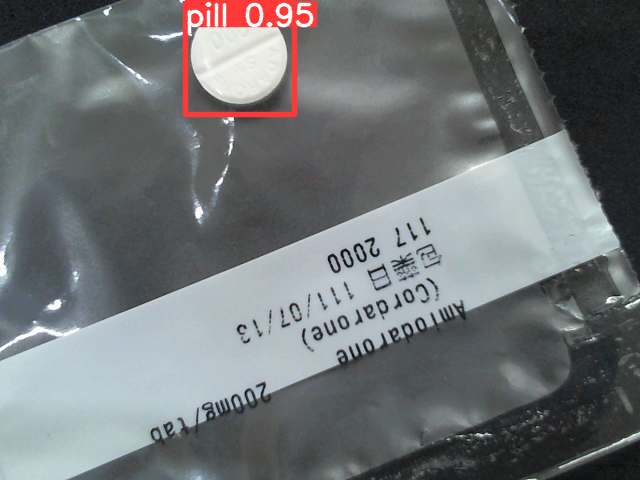 pill 0.95
Amiodarone 200mg/tab
(Cordarone)
包藥日 111/07/13
117 2000